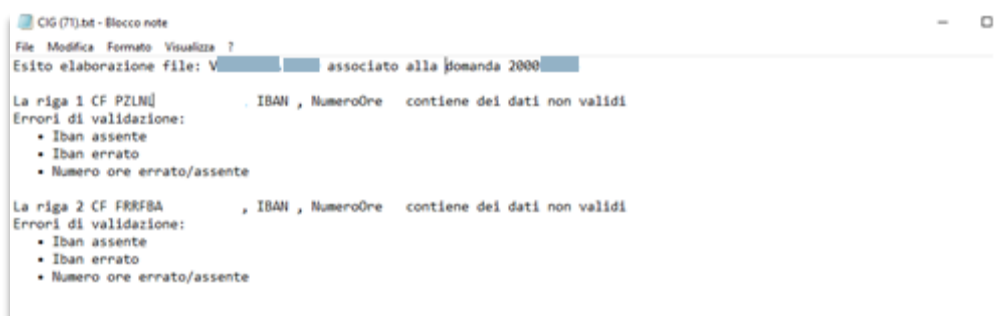 CIG (71).txt - Blocco note
File Modifica Formato Visualizza ?
Esito elaborazione file: V associato alla domanda 2000
La riga 1 CF PZLNL , IBAN , NumeroOre contiene dei dati non validi
Errori di validazione:
• Iban assente
• Iban errato
• Numero ore errato/assente
La riga 2 CF FRRFBA , IBAN , NumeroOre contiene dei dati non validi
Errori di validazione:
• Iban assente
• Iban errato
• Numero ore errato/assente